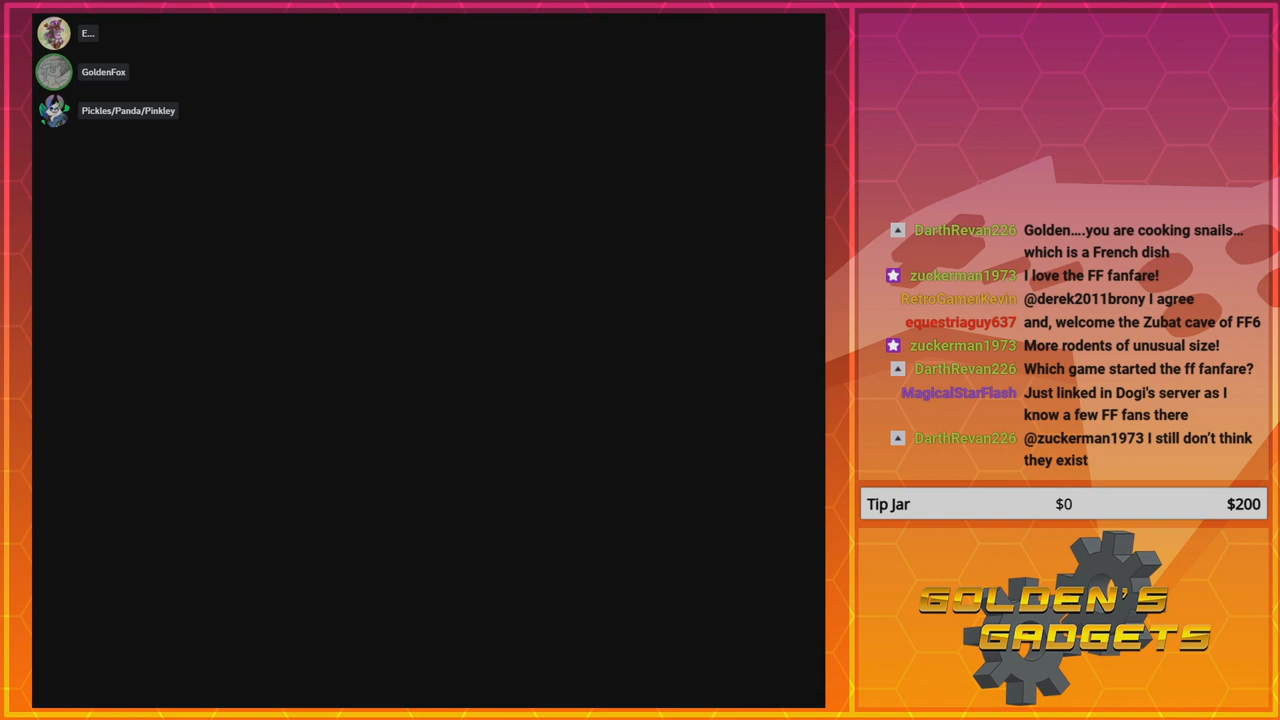 E...
GoldenFox
Pickles/Panda/Pinkley
DarthRevan226 Golden....you are cooking snails...
which is a French dish
zuckerman1973 I love the FF fanfare!
RetroGamerKevin @derek2011brony I agree
equestriaguy637 and, welcome the Zubat cave of FF6
zuckerman1973 More rodents of unusual size!
DarthRevan226 Which game started the ff fanfare?
MagicalStarFlash Just linked in Dogi's server as I
know a few FF fans there
DarthRevan226 @zuckerman1973 I still don’t think
they exist
Tip Jar $0 $200
GOLDEN'S
GADGETS